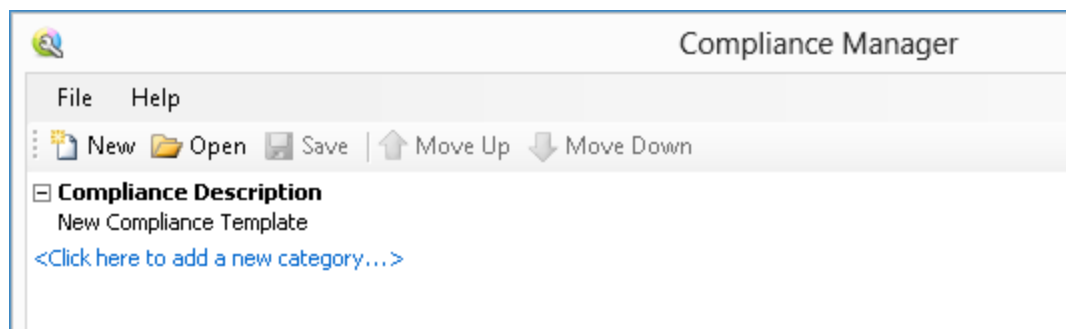 Compliance Manager
File Help
New Open Save Move Up Move Down
Compliance Description
New Compliance Template
<Click here to add a new category...>